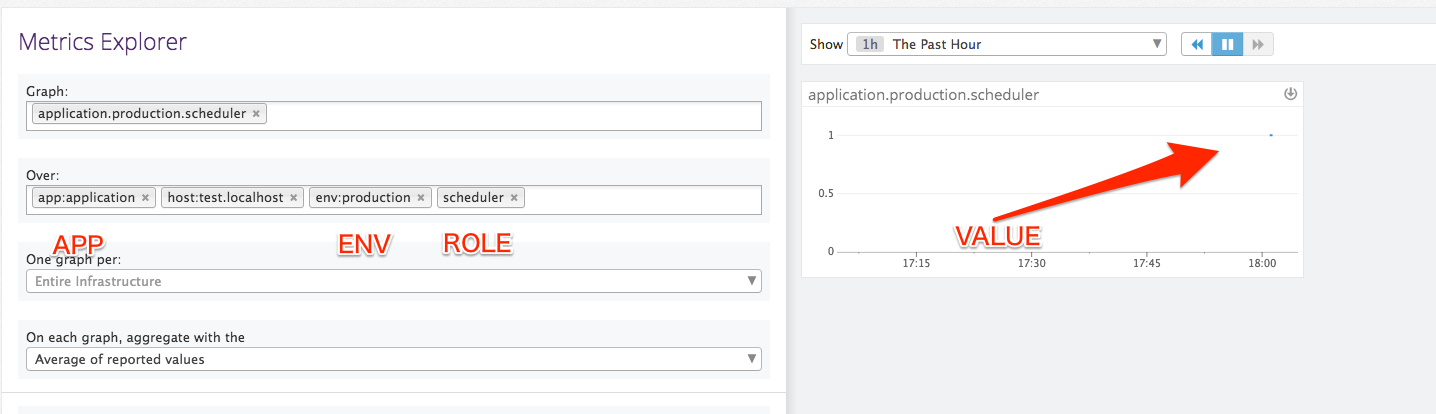 Metrics Explorer
Graph:
application.production.scheduler ×
Over:
app:application × host:test.localhost × env:production × scheduler ×
APP ENV ROLE
One graph per:
Entire Infrastructure
On each graph, aggregate with the
Average of reported values
Show 1h The Past Hour
application.production.scheduler
1
0.5
VALUE
0
17:15 17:30 17:45 18:00